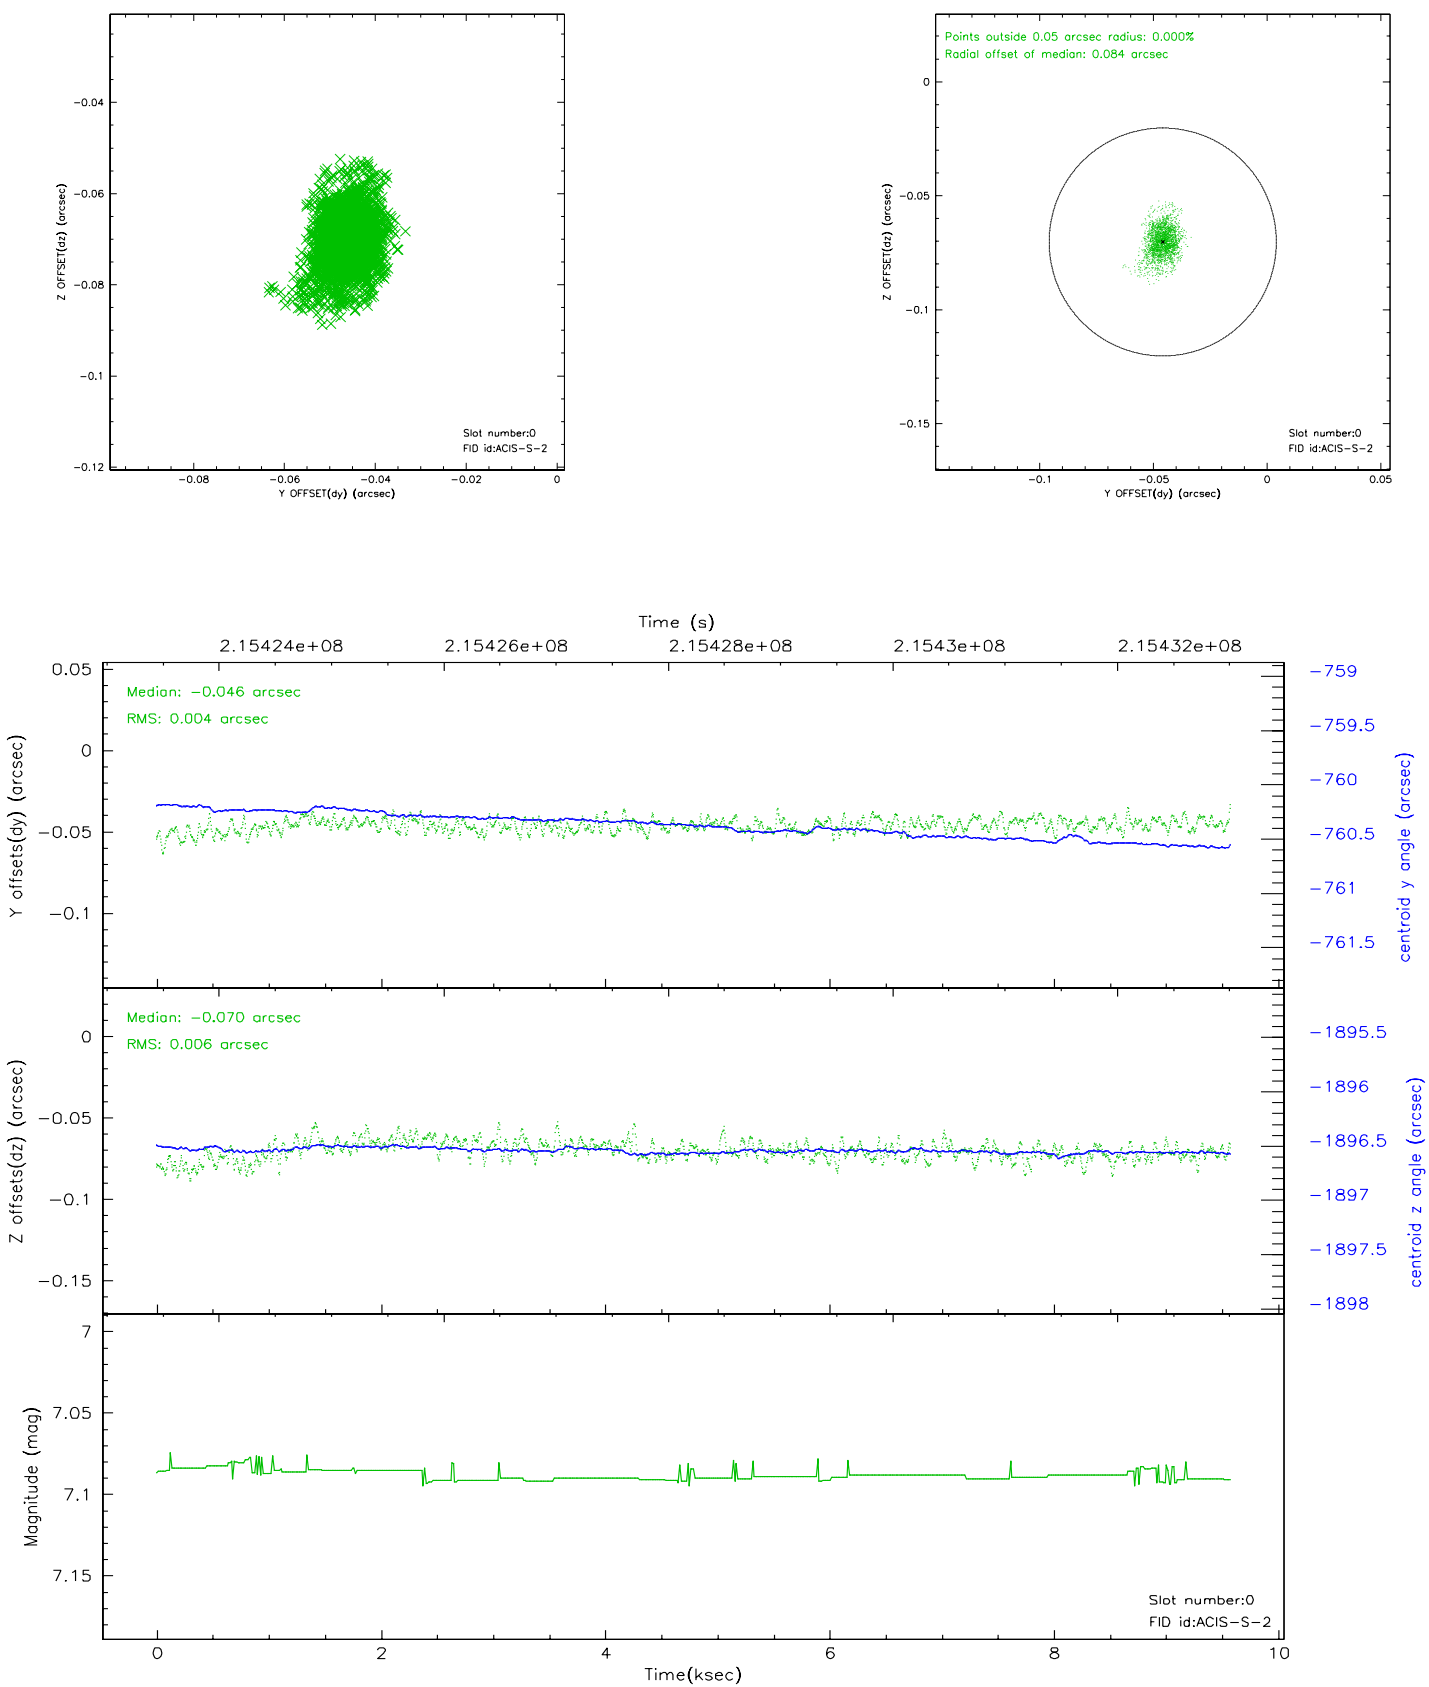 −0.04
−0.06
−0.08
−0.1
−0.12
Z OFFSET(dz) (arcsec)
Slot number:0
FID id:ACIS−S−2
−0.08
−0.06
−0.04
−0.02
0
Y OFFSET(dy) (arcsec)
Points outside 0.05 arcsec radius: 0.000%
Radial offset of median: 0.084 arcsec
0
−0.05
−0.1
−0.15
Z OFFSET(dz) (arcsec)
Slot number:0
FID id:ACIS−S−2
−0.1
−0.05
0
0.05
Y OFFSET(dy) (arcsec)
Time (s)
2.15424e+08
2.15426e+08
2.15428e+08
2.1543e+08
2.15432e+08
0.05
0
−0.05
−0.1
Y offsets(dy) (arcsec)
Median: −0.046 arcsec
RMS: 0.004 arcsec
−759
−759.5
−760
−760.5
−761
−761.5
centroid y angle (arcsec)
0
−0.05
−0.1
−0.15
Z offsets(dz) (arcsec)
Median: −0.070 arcsec
RMS: 0.006 arcsec
−1895.5
−1896
−1896.5
−1897
−1897.5
−1898
centroid z angle (arcsec)
7
7.05
7.1
7.15
Magnitude (mag)
Slot number:0
FID id:ACIS−S−2
0
2
4
6
8
10
Time(ksec)